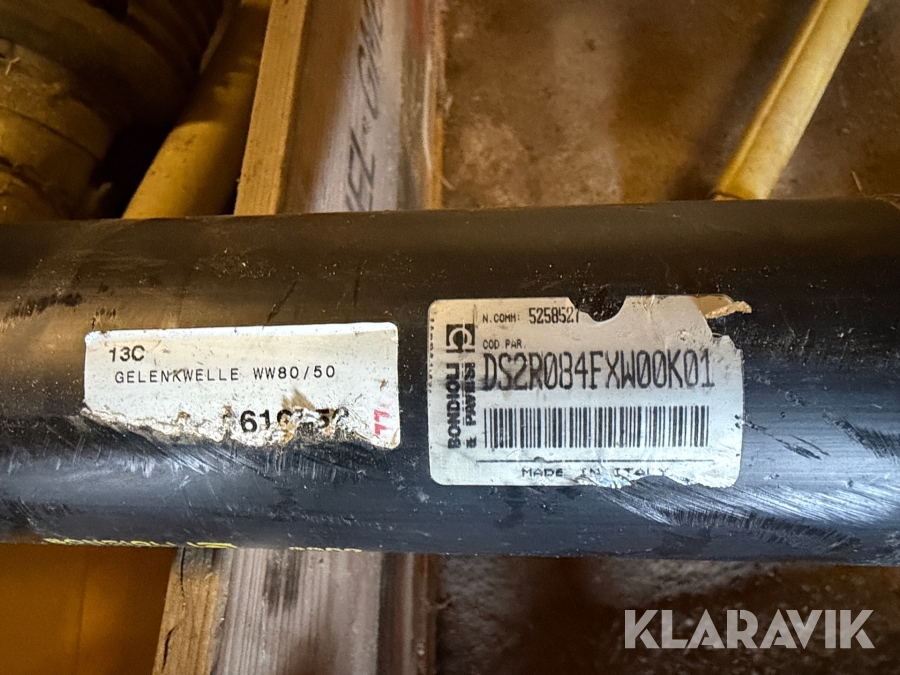 13C
GELENKWELLE WW80/50
N.COMM: 5258527
COD PAR.
DS2R084FXW00K01
BONDIOLI
& PAVESI
MADE IN ITALY
KLARAVIK